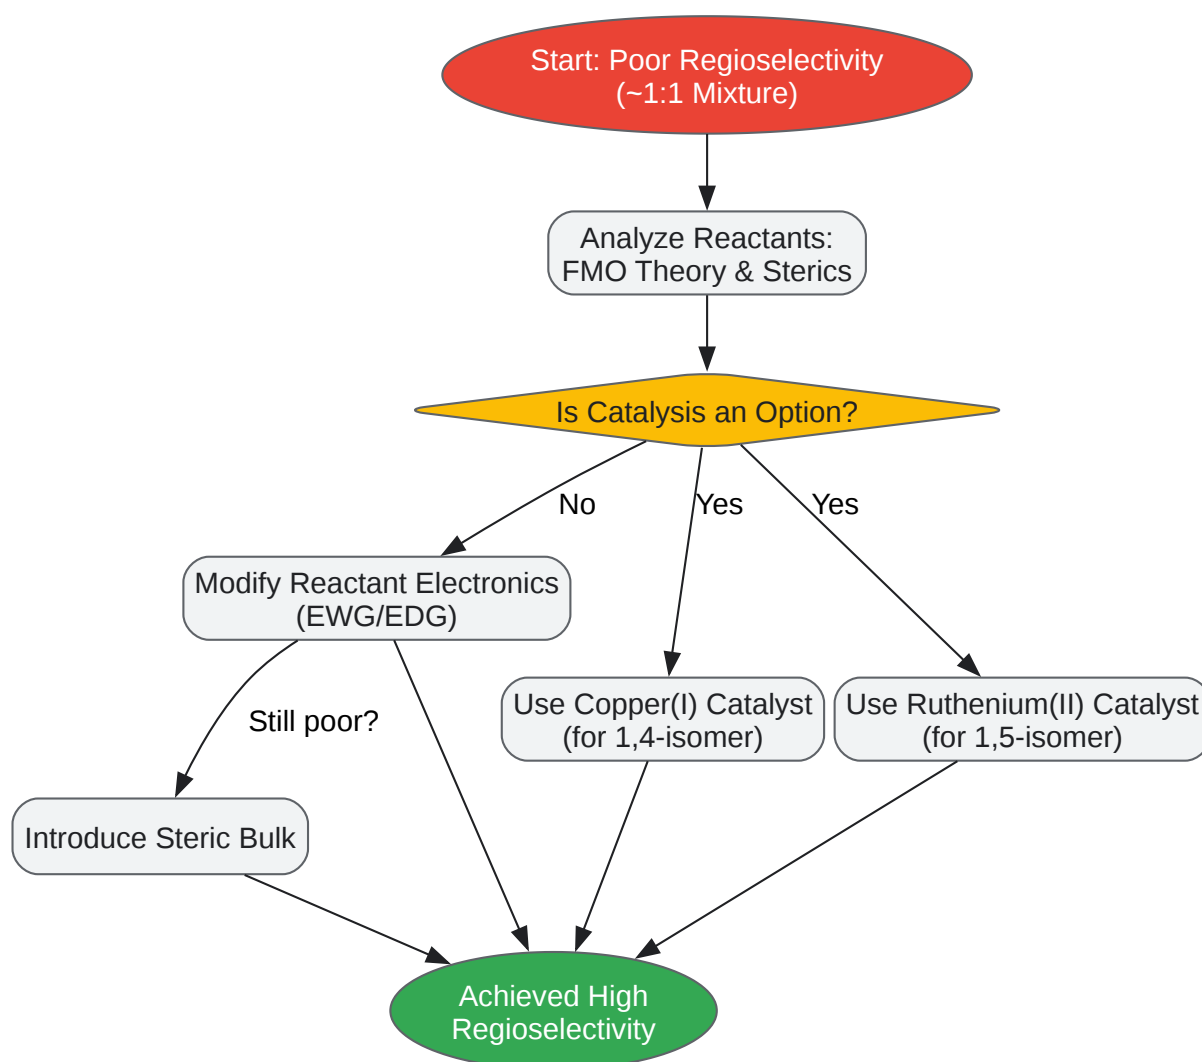 Start: Poor Regioselectivity
(~1:1 Mixture)
Analyze Reactants:
FMO Theory & Sterics
Is Catalysis an Option?
No
Yes
Yes
Modify Reactant Electronics
(EWG/EDG)
Use Copper(I) Catalyst
(for 1,4-isomer)
Use Ruthenium(II) Catalyst
(for 1,5-isomer)
Still poor?
Introduce Steric Bulk
Achieved High
Regioselectivity